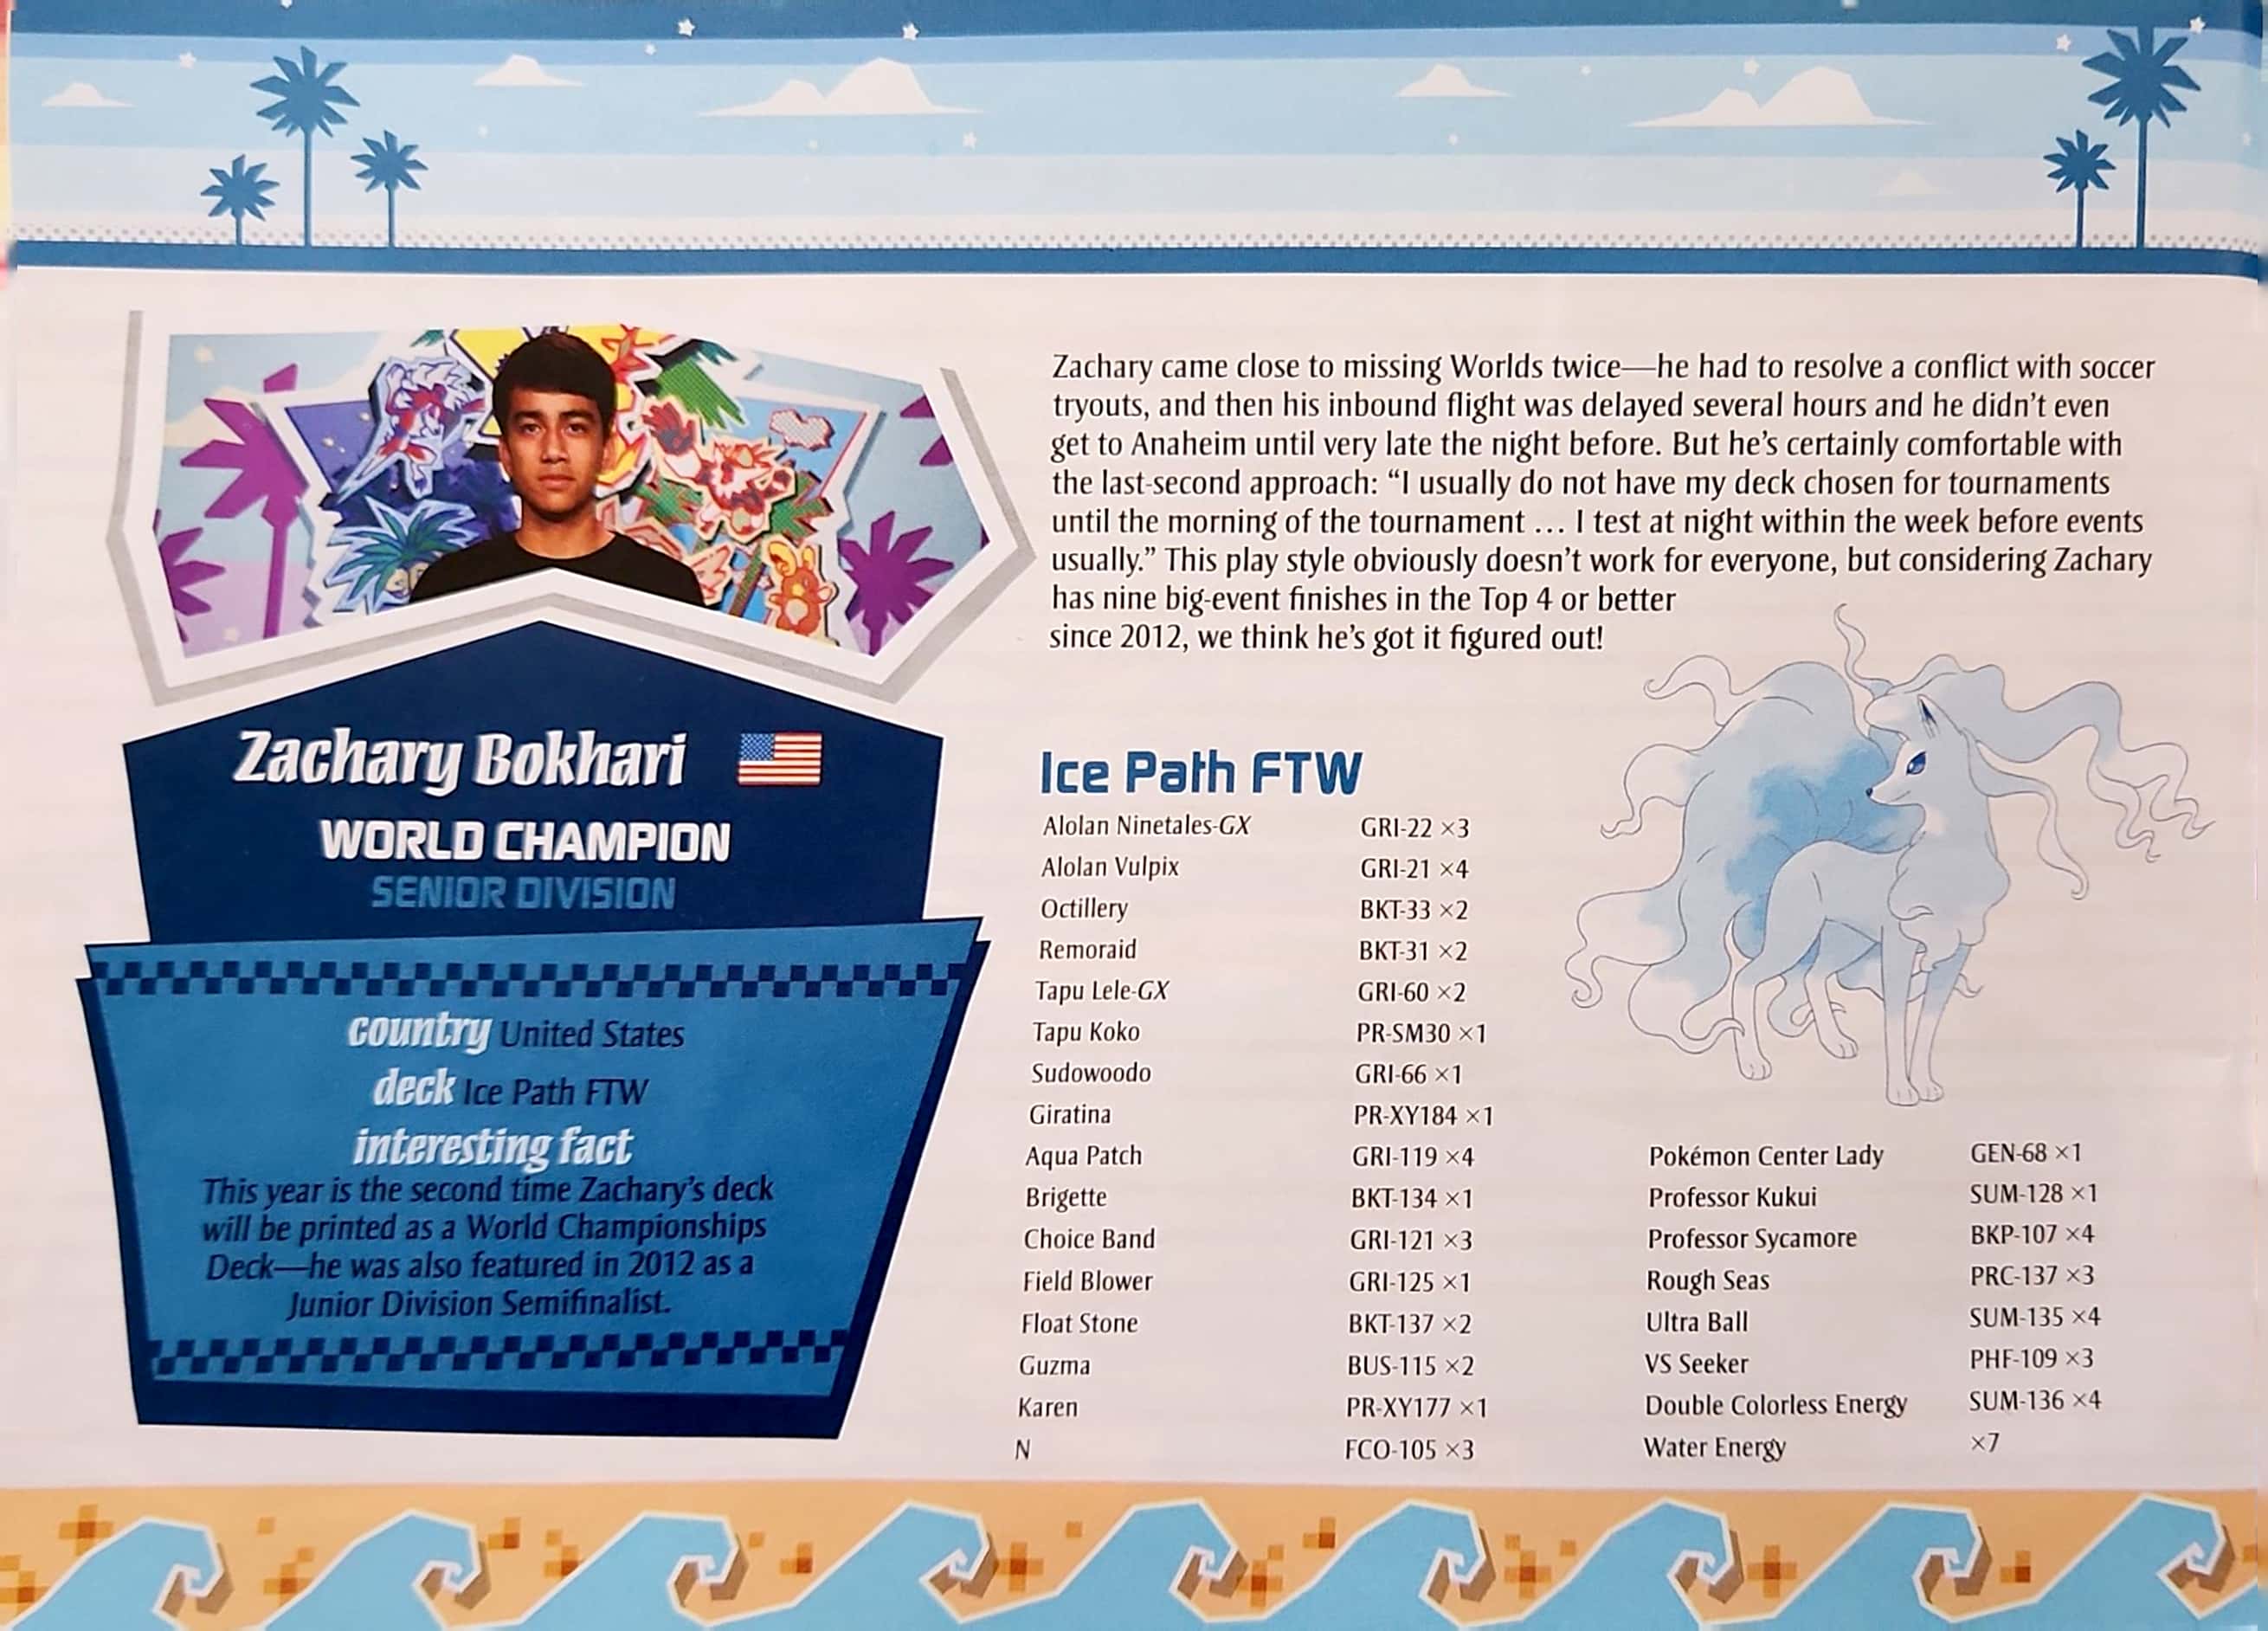 Zachary Bokhari
WORLD CHAMPION
SENIOR DIVISION
country United States
deck Ice Path FTW
interesting fact
This year is the second time Zachary's deck
will be printed as a World Championships
Deck—he was also featured in 2012 as a
Junior Division Semifinalist.
Zachary came close to missing Worlds twice—he had to resolve a conflict with soccer
tryouts, and then his inbound flight was delayed several hours and he didn't even
get to Anaheim until very late the night before. But he's certainly comfortable with
the last-second approach: “I usually do not have my deck chosen for tournaments
until the morning of the tournament … I test at night within the week before events
usually.” This play style obviously doesn't work for everyone, but considering Zachary
has nine big-event finishes in the Top 4 or better
since 2012, we think he's got it figured out!
Ice Path FTW
Alolan Ninetales-GX GRI-22 ×3
Alolan Vulpix GRI-21 ×4
Octillery BKT-33 ×2
Remoraid BKT-31 ×2
Tapu Lele-GX GRI-60 ×2
Tapu Koko PR-SM30 ×1
Sudowoodo GRI-66 ×1
Giratina PR-XY184 ×1
Aqua Patch GRI-119 ×4
Brigette BKT-134 ×1
Choice Band GRI-121 ×3
Field Blower GRI-125 ×1
Float Stone BKT-137 ×2
Guzma BUS-115 ×2
Karen PR-XY177 ×1
N FCO-105 ×3
Pokémon Center Lady GEN-68 ×1
Professor Kukui SUM-128 ×1
Professor Sycamore BKP-107 ×4
Rough Seas PRC-137 ×3
Ultra Ball SUM-135 ×4
VS Seeker PHF-109 ×3
Double Colorless Energy SUM-136 ×4
Water Energy ×7